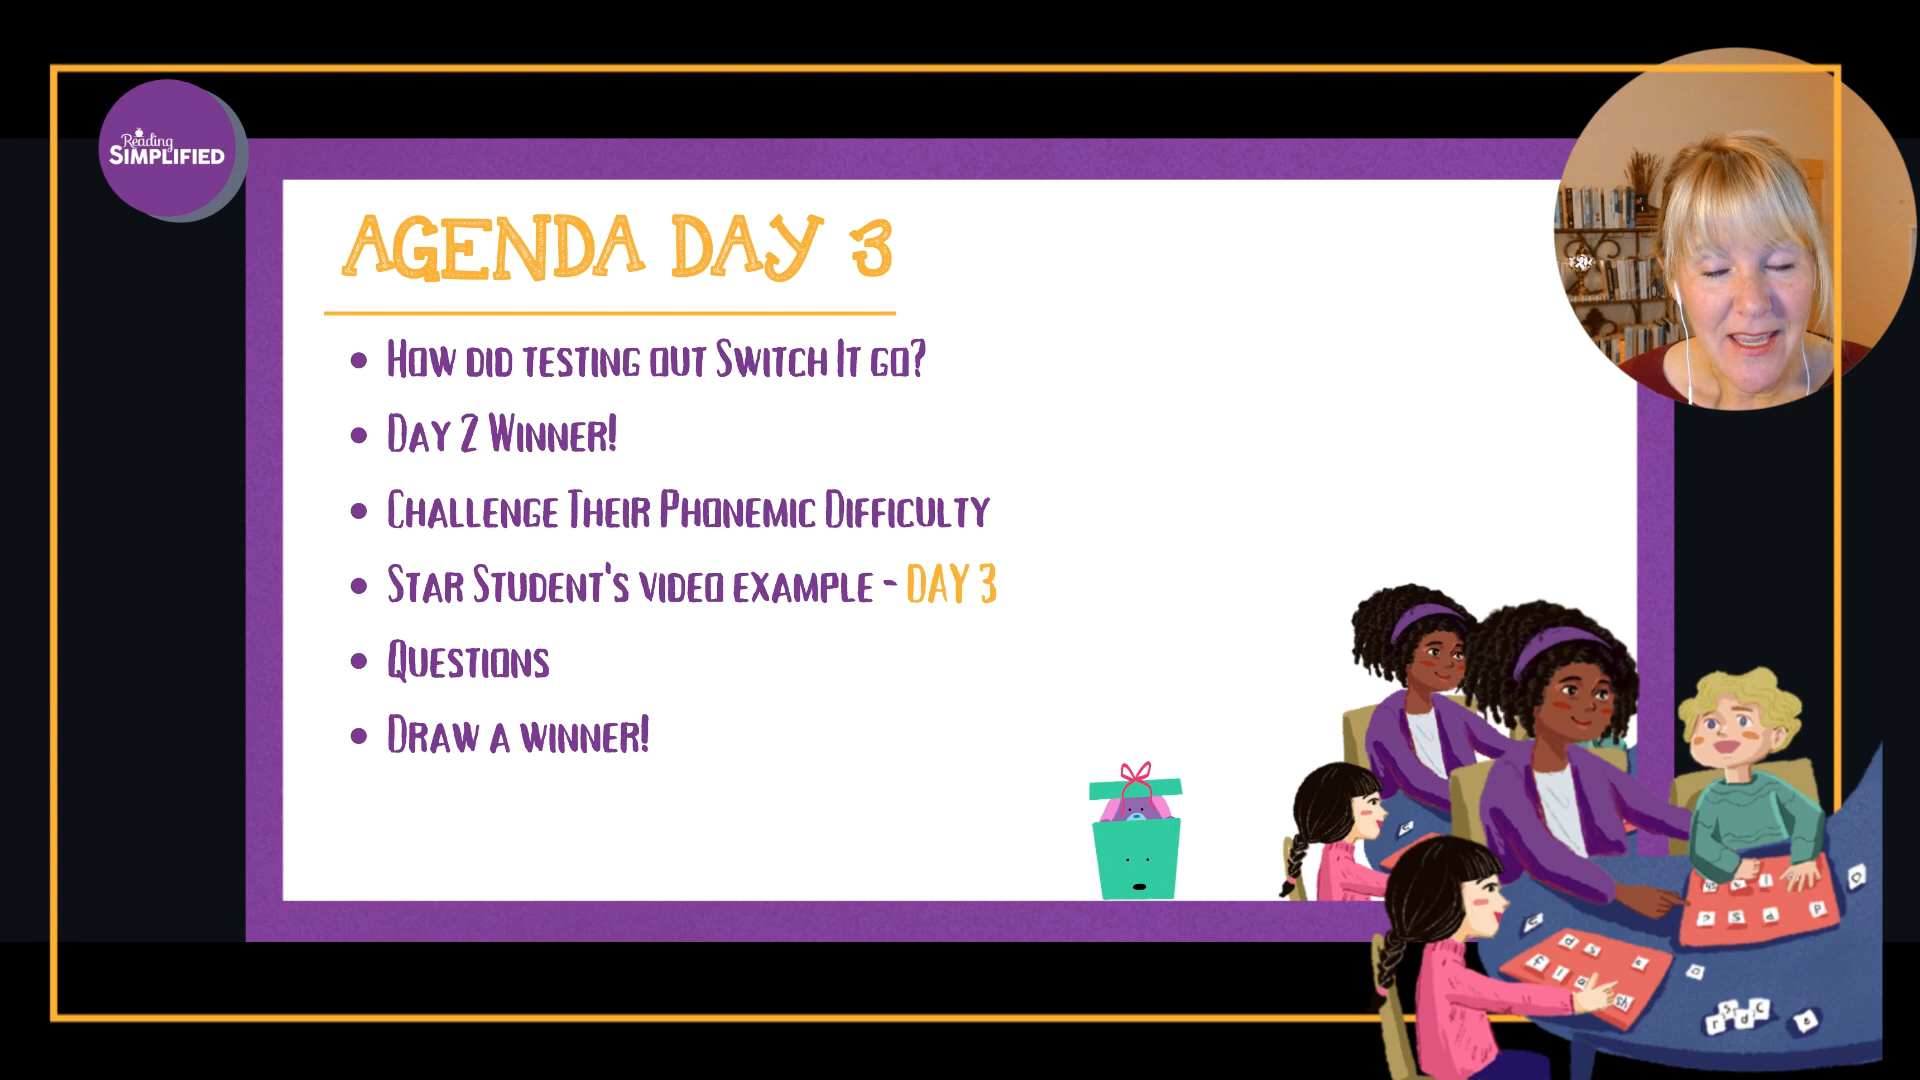 Reading
SIMPLIFIED
AGENDA DAY 3
How did testing out Switch It go?
Day 2 Winner!
Challenge Their Phonemic Difficulty
Star Student's video example - DAY 3
Questions
Draw a winner!
? s d p
d s s
f l a sh